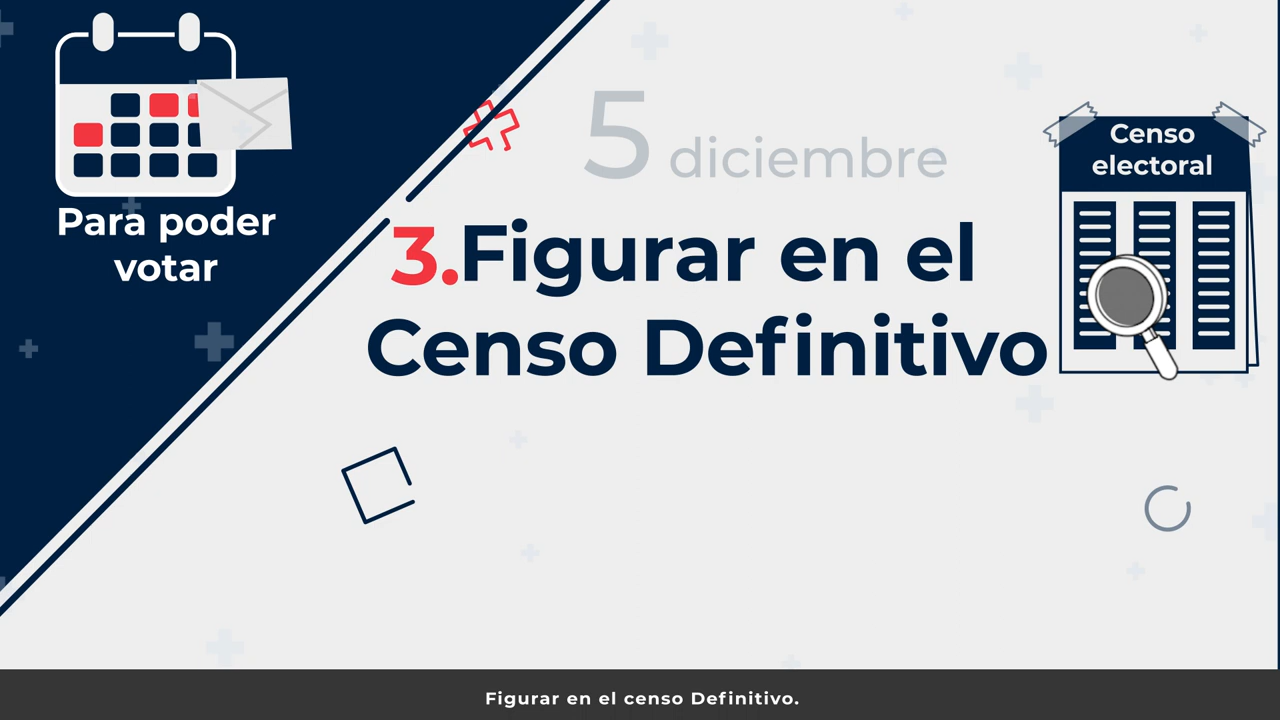 Para poder
votar
5 diciembre
3.Figurar en el
Censo Definitivo
Censo
electoral
Figurar en el censo Definitivo.